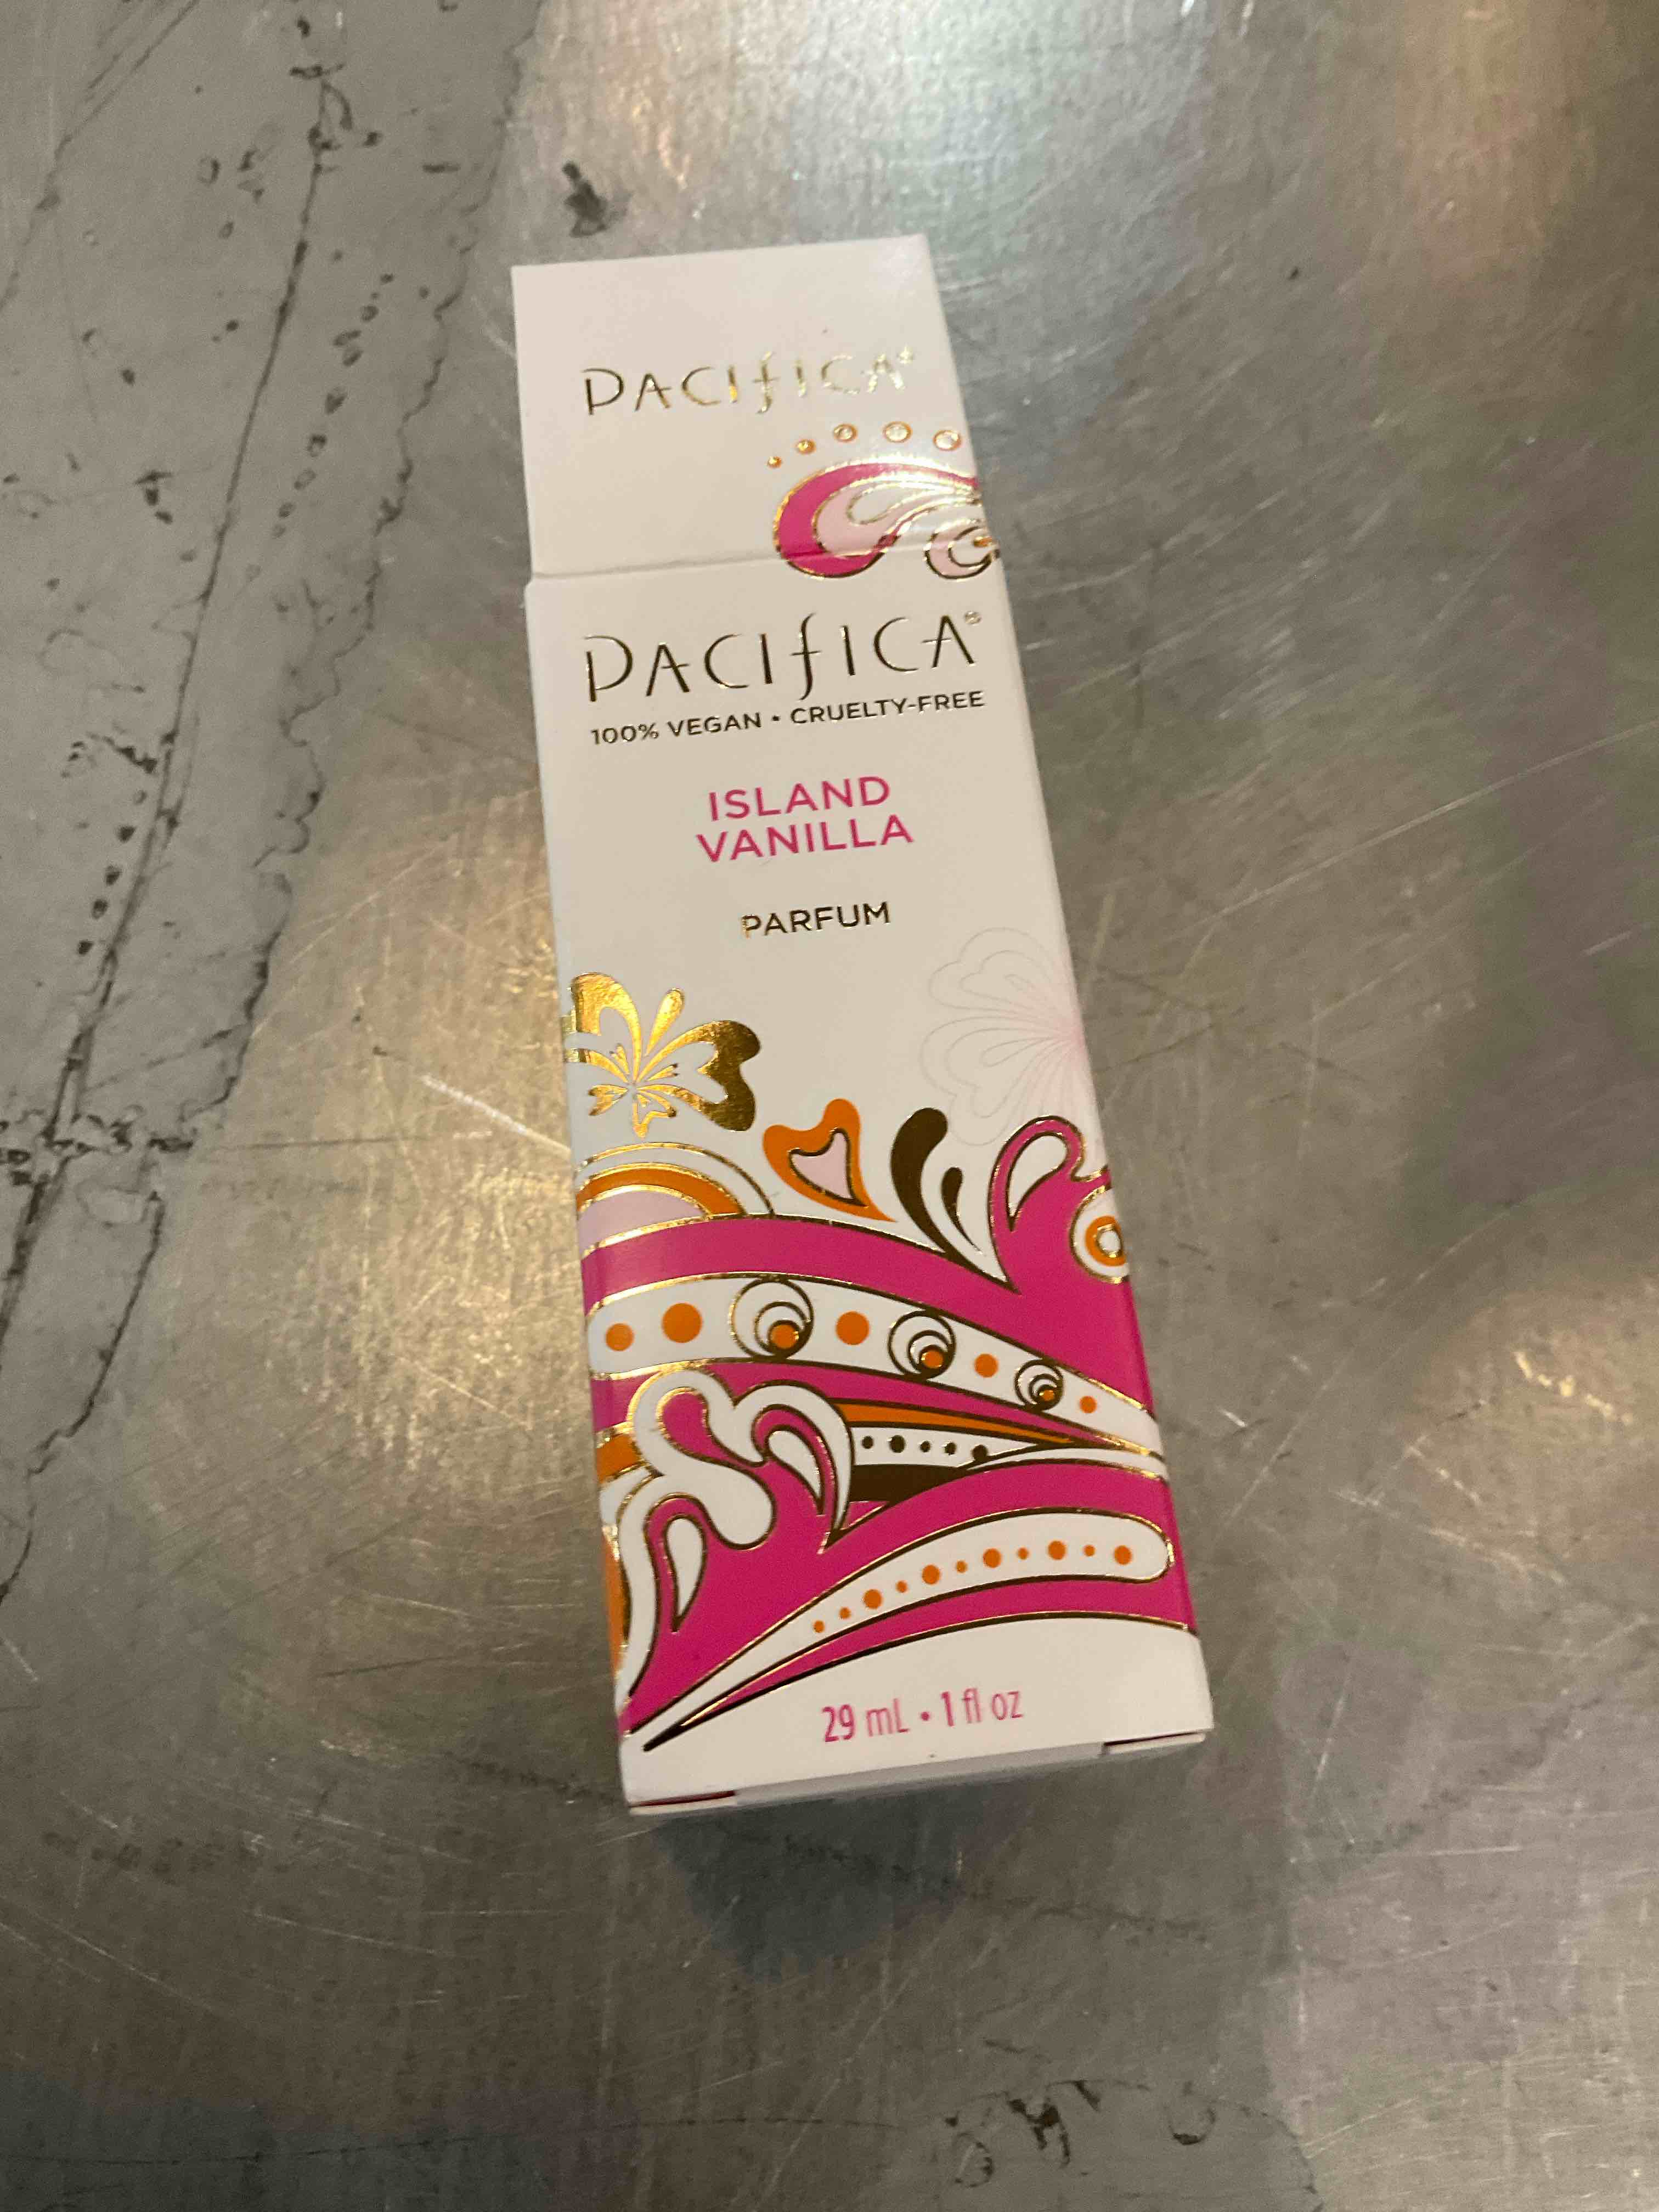 PACIFICA®
PACIFICA®
100% VEGAN • CRUELTY-FREE
ISLAND
VANILLA
PARFUM
29 mL • 1 fl oz